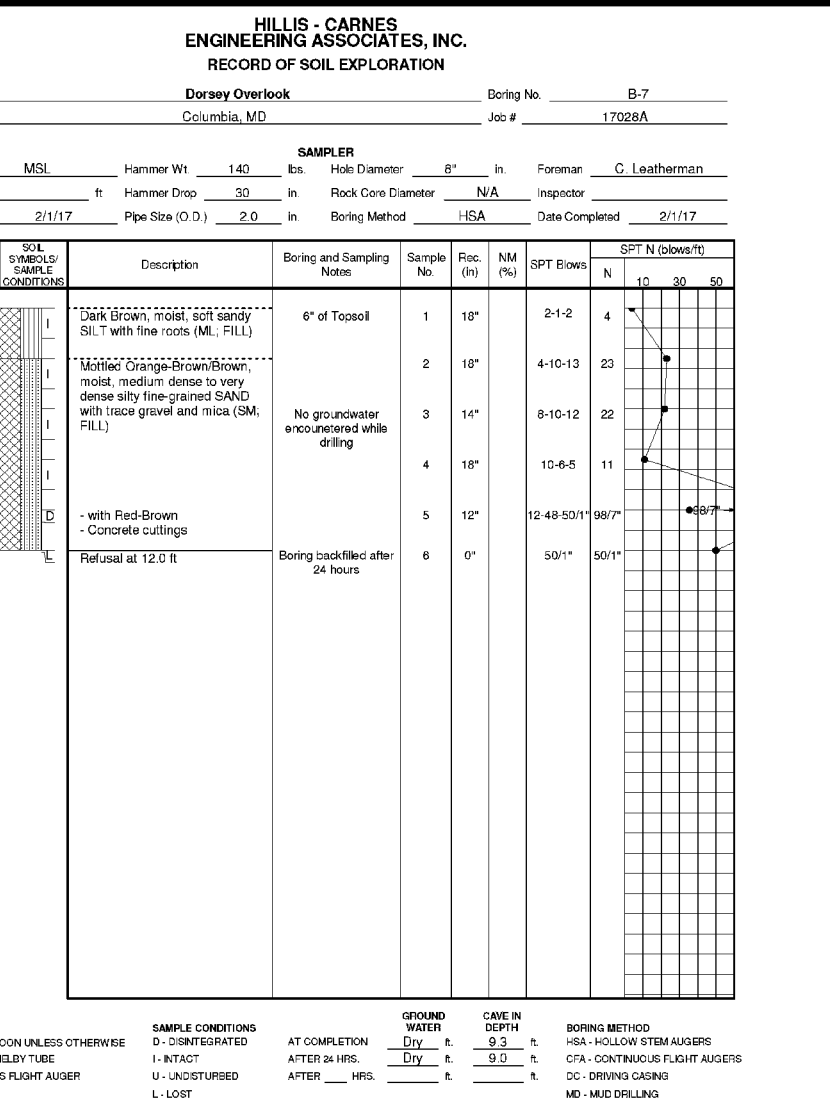 HILLIS - CARNES
ENGINEERING ASSOCIATES, INC.
RECORD OF SOIL EXPLORATION
Dorsey Overlook Boring No. B-7
Columbia, MD Job # 17028A
SAMPLER
MSL Hammer Wt. 140 lbs. Hole Diameter 8" in. Foreman C. Leatherman
ft Hammer Drop 30 in. Rock Core Diameter N/A Inspector
2/1/17 Pipe Size (O.D.) 2.0 in. Boring Method HSA Date Completed 2/1/17
SOIL
SYMBOLS/
SAMPLE
CONDITIONS
Description
Boring and Sampling
Notes
Sample
No.
Rec.
(in)
NM
(%)
SPT Blows
SPT N (blows/ft)
N
10 30 50
I
Dark Brown, moist, soft sandy
SILT with fine roots (ML; FILL)
6" of Topsoil
1 18" 2-1-2 4
I
Mottled Orange-Brown/Brown,
moist, medium dense to very
dense silty fine-grained SAND
with trace gravel and mica (SM;
FILL)
2 18" 4-10-13 23
I
No groundwater
encounetered while
drilling
3 14" 8-10-12 22
I
4 18" 10-6-5 11
D
- with Red-Brown
- Concrete cuttings
5 12" 12-48-50/1" 98/7"
98/7"
L
Refusal at 12.0 ft
Boring backfilled after
24 hours
6 0" 50/1" 50/1"
GROUND
WATER
CAVE IN
DEPTH
SAMPLE CONDITIONS
BORING METHOD
OON UNLESS OTHERWISE D - DISINTEGRATED AT COMPLETION Dry ft. 9.3 ft. HSA - HOLLOW STEM AUGERS
ELBY TUBE I - INTACT AFTER 24 HRS. Dry ft. 9.0 ft. CFA - CONTINUOUS FLIGHT AUGERS
S FLIGHT AUGER U - UNDISTURBED AFTER HRS. ft. ft. DC - DRIVING CASING
L - LOST MD - MUD DRILLING